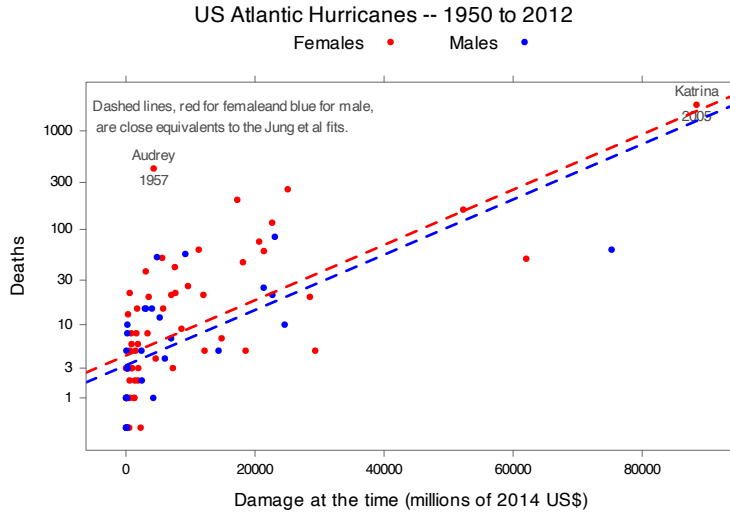 US Atlantic Hurricanes -- 1950 to 2012
Females Males
Dashed lines, red for femaleand blue for male,
are close equivalents to the Jung et al fits.
Katrina
2005
Audrey
1957
Deaths
1000
300
100
30
10
3
1
0 20000 40000 60000 80000
Damage at the time (millions of 2014 US$)